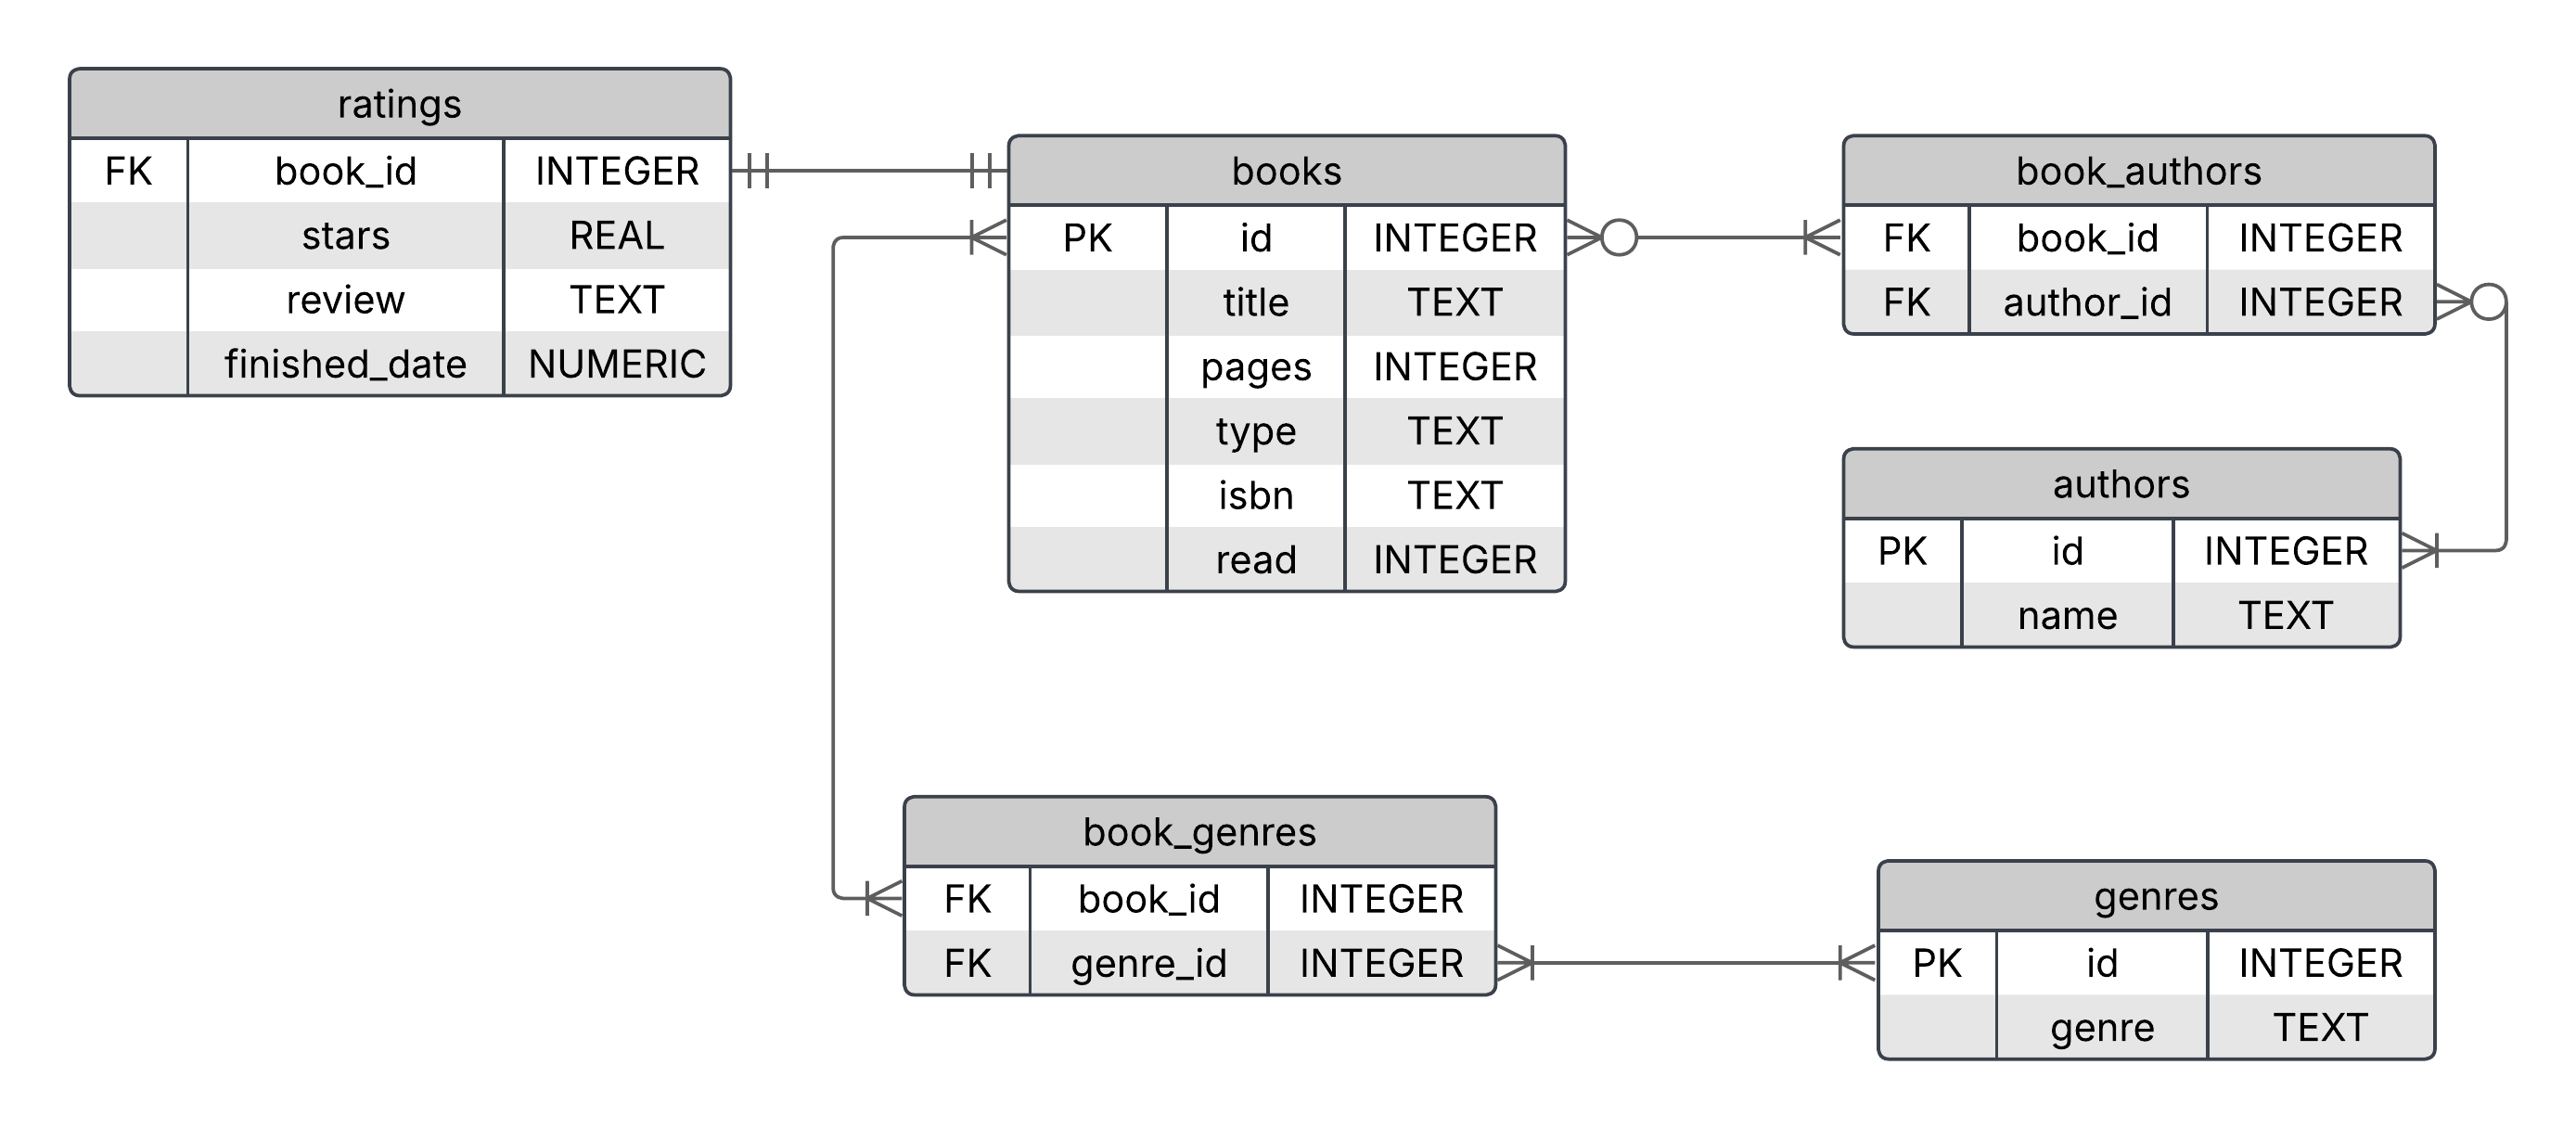 ratings
FK book_id INTEGER
stars REAL
review TEXT
finished_date NUMERIC
books
PK id INTEGER
title TEXT
pages INTEGER
type TEXT
isbn TEXT
read INTEGER
book_authors
FK book_id INTEGER
FK author_id INTEGER
authors
PK id INTEGER
name TEXT
book_genres
FK book_id INTEGER
FK genre_id INTEGER
genres
PK id INTEGER
genre TEXT